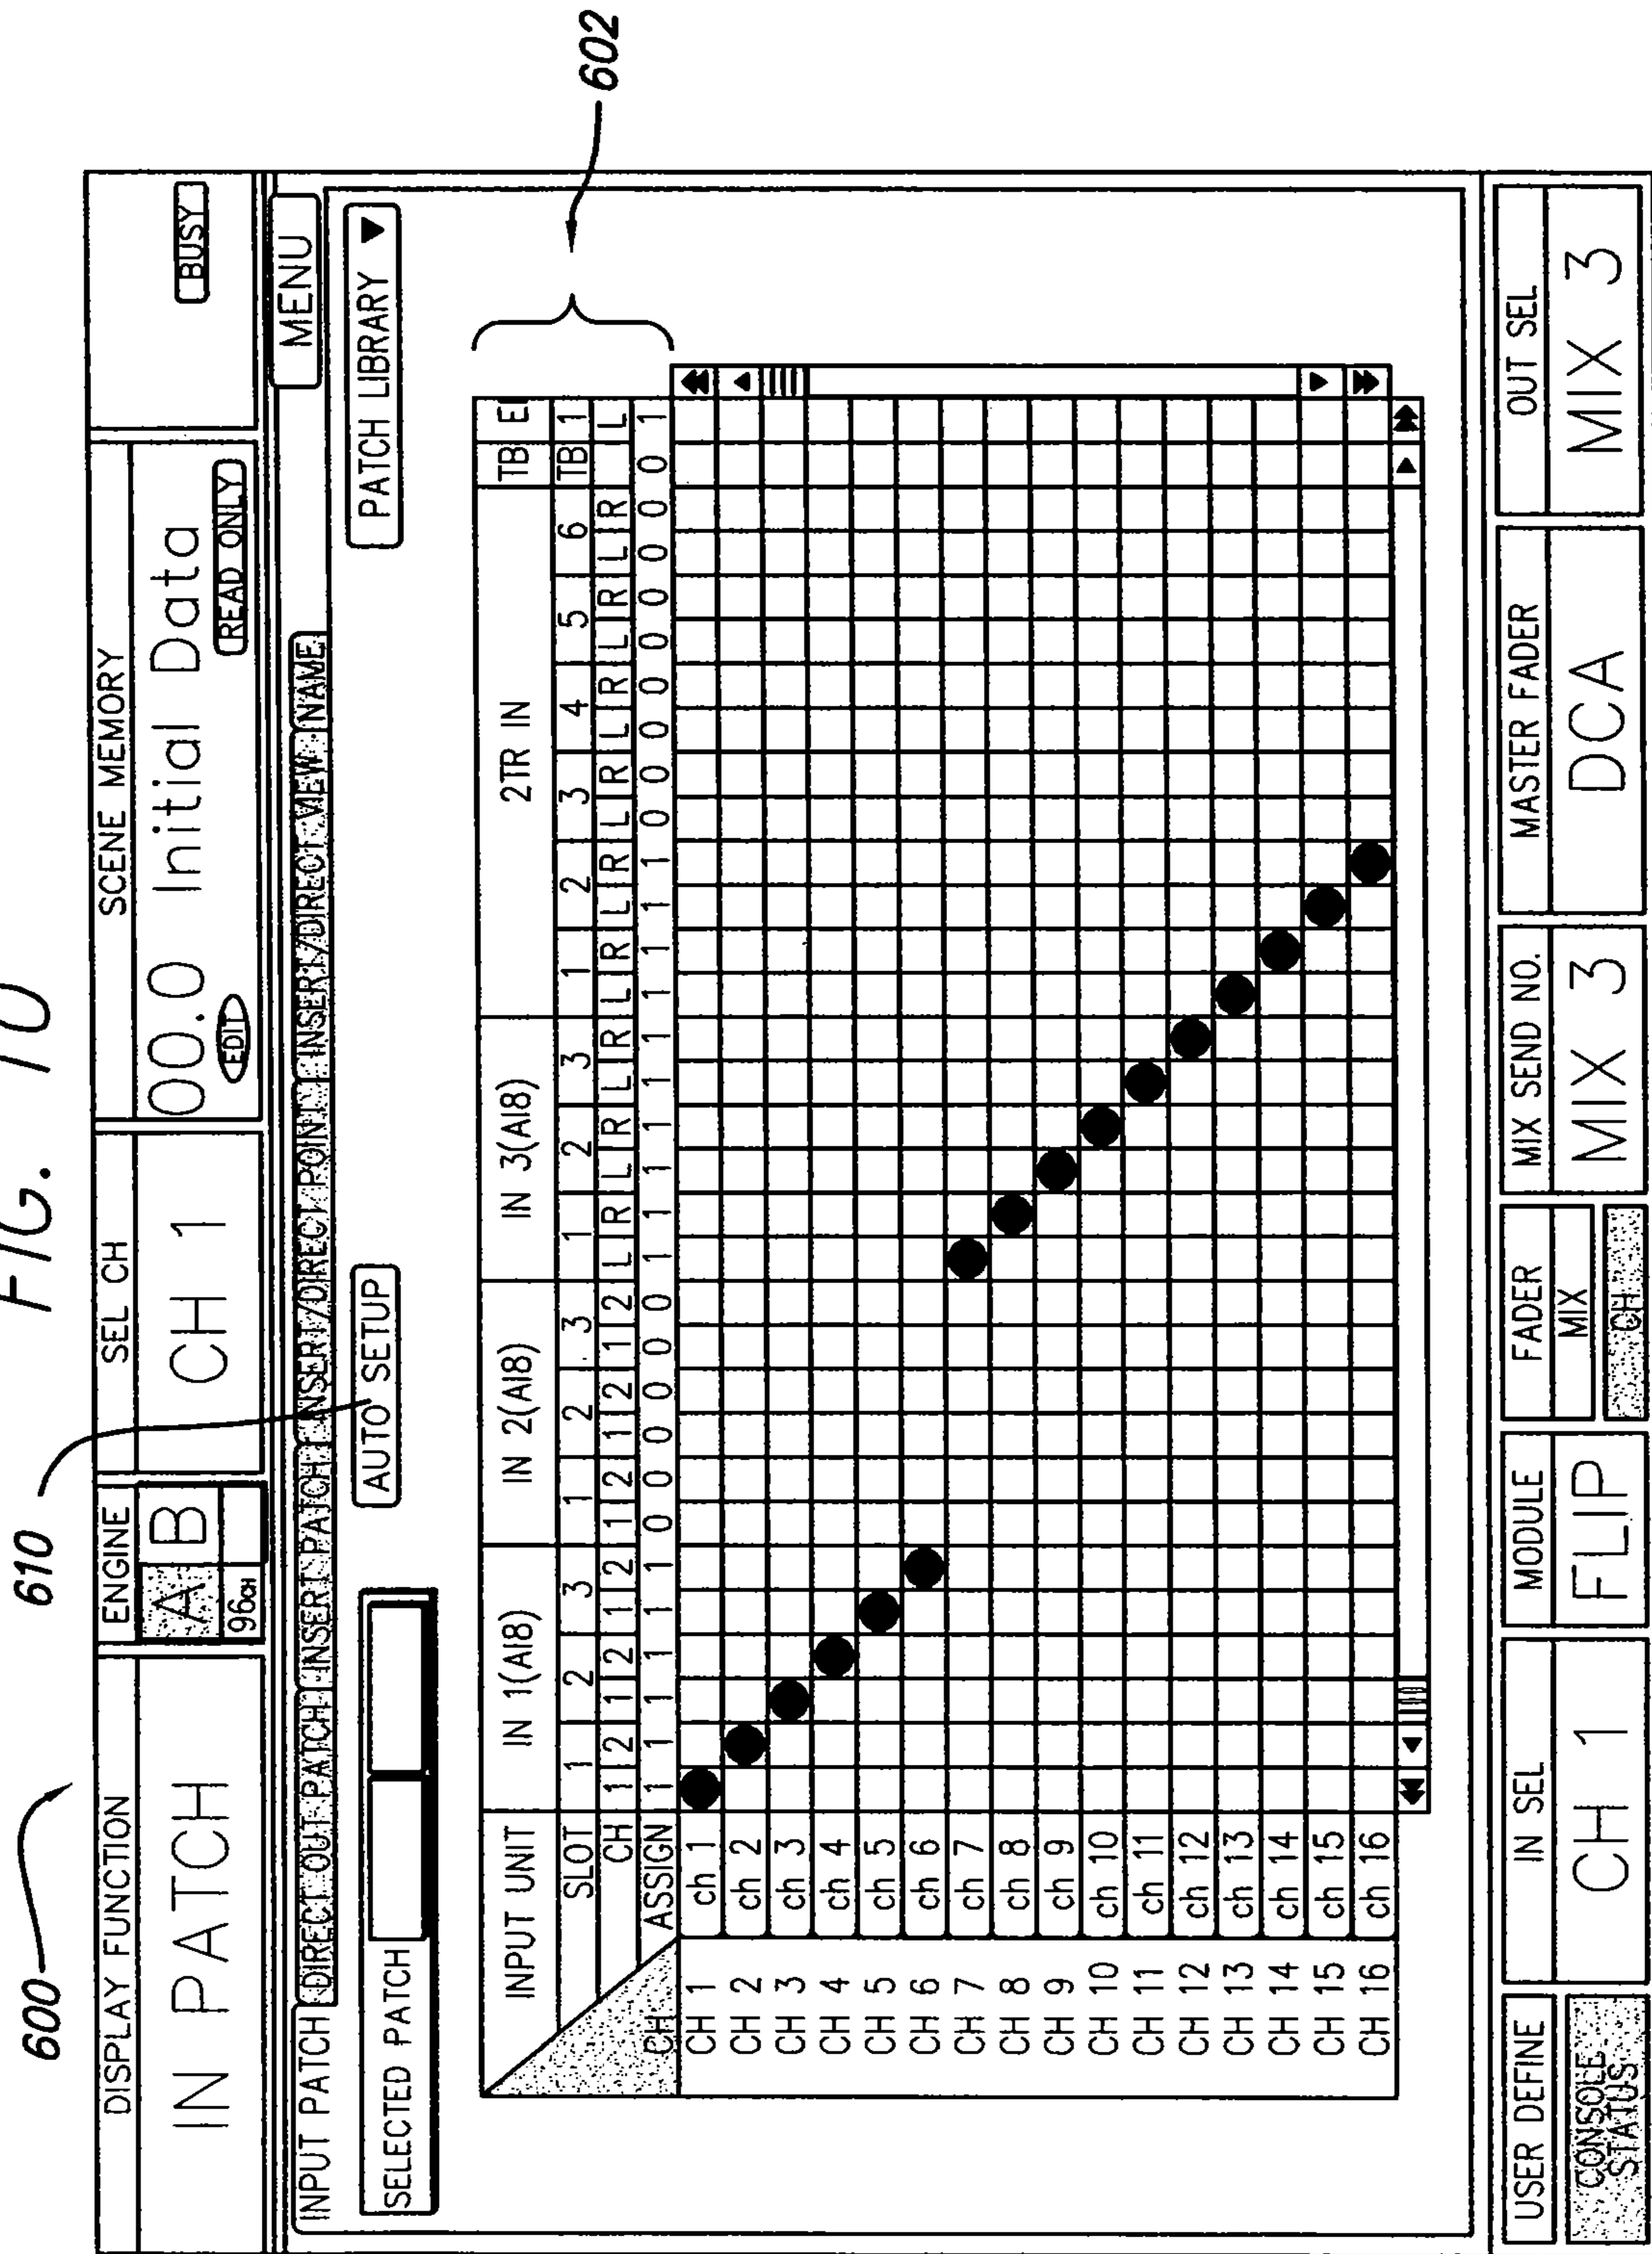 FIG. 10
600
610
602
DISPLAY FUNCTION ENGINE SEL CH SCENE MEMORY
IN PATCH A B CH 1 00.0 Initial Data BUSY
96CH EDIT READ ONLY
INPUT PATCH DIRECT OUT PATCH INSERT PATCH INSERT/DIRECT POINT INSERT/DIRECT VIEW NAME MENU
SELECTED PATCH AUTO SETUP PATCH LIBRARY
INPUT UNIT IN 1(AI8) IN 2(AI8) IN 3(AI8) 2TR IN TB E
SLOT 1 2 3 1 2 3 1 2 3 1 2 3 4 5 6 TB 1
CH 1 2 1 2 1 2 1 2 1 2 1 2 L R L R L R L R L R L R L R L R L R L
CH ASSIGN 1 1 1 1 1 1 0 0 0 0 0 0 1 1 1 1 1 1 1 1 1 1 0 0 0 0 0 0 0 0 0 1
CH 1 ch 1
CH 2 ch 2
CH 3 ch 3
CH 4 ch 4
CH 5 ch 5
CH 6 ch 6
CH 7 ch 7
CH 8 ch 8
CH 9 ch 9
CH 10 ch 10
CH 11 ch 11
CH 12 ch 12
CH 13 ch 13
CH 14 ch 14
CH 15 ch 15
CH 16 ch 16
USER DEFINE IN SEL MODULE FADER MIX SEND NO. MASTER FADER OUT SEL
CONSOLE STATUS CH 1 FLIP MIX CH MIX 3 DCA MIX 3